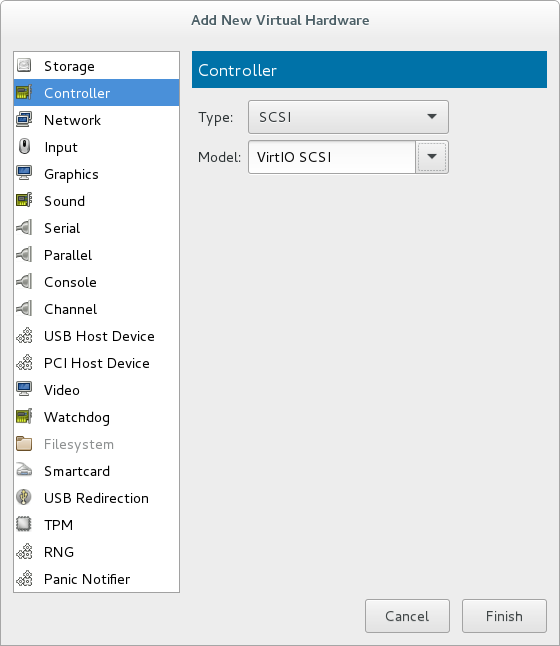 Add New Virtual Hardware
Storage
Controller
Network
Input
Graphics
Sound
Serial
Parallel
Console
Channel
USB Host Device
PCI Host Device
Video
Watchdog
Filesystem
Smartcard
USB Redirection
TPM
RNG
Panic Notifier
Controller
Type: SCSI
Model: VirtIO SCSI
Cancel Finish